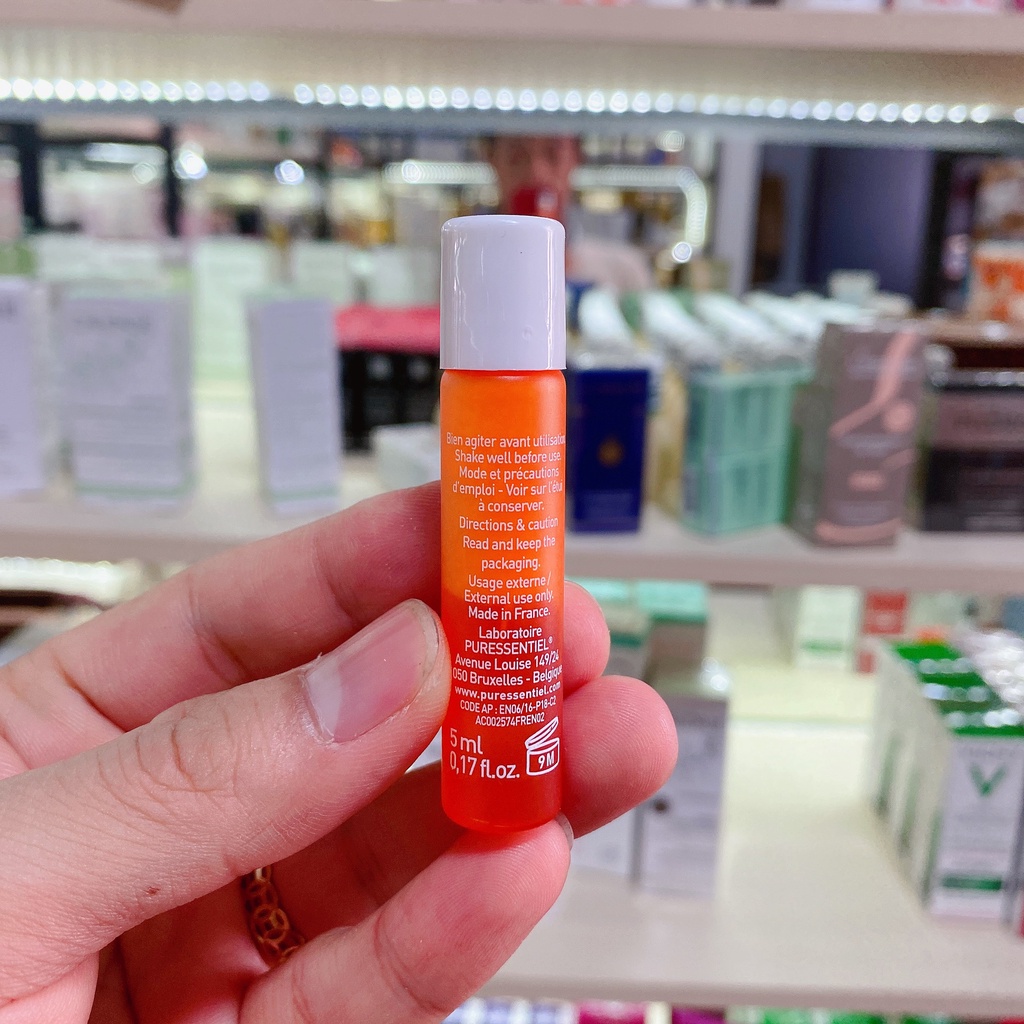 Bien agiter avant utilisation
Shake well before use.
Mode et précautions
d'emploi - Voir sur l'étui
à conserver.
Directions & caution
Read and keep the
packaging.
Usage externe /
External use only.
Made in France.
Laboratoire
PURESSENTIEL®
Avenue Louise 149/24
050 Bruxelles - Belgique
www.puressentiel.com
CODE AP : EN06/16-P18-C2
AC002574FREN02
5 ml
0,17 fl.oz.
9 M